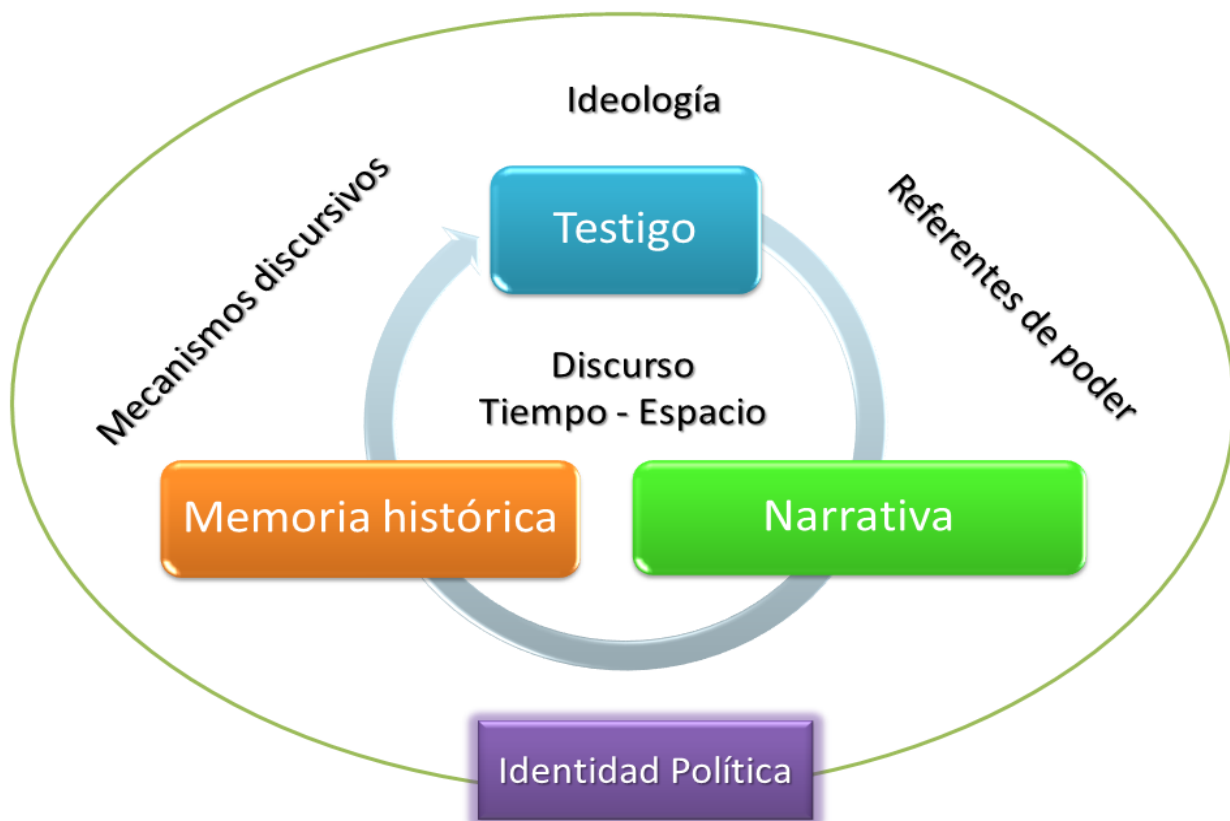 Ideología
Mecanismos discursivos
Referentes de poder
Testigo
Discurso
Tiempo - Espacio
Memoria histórica
Narrativa
Identidad Política